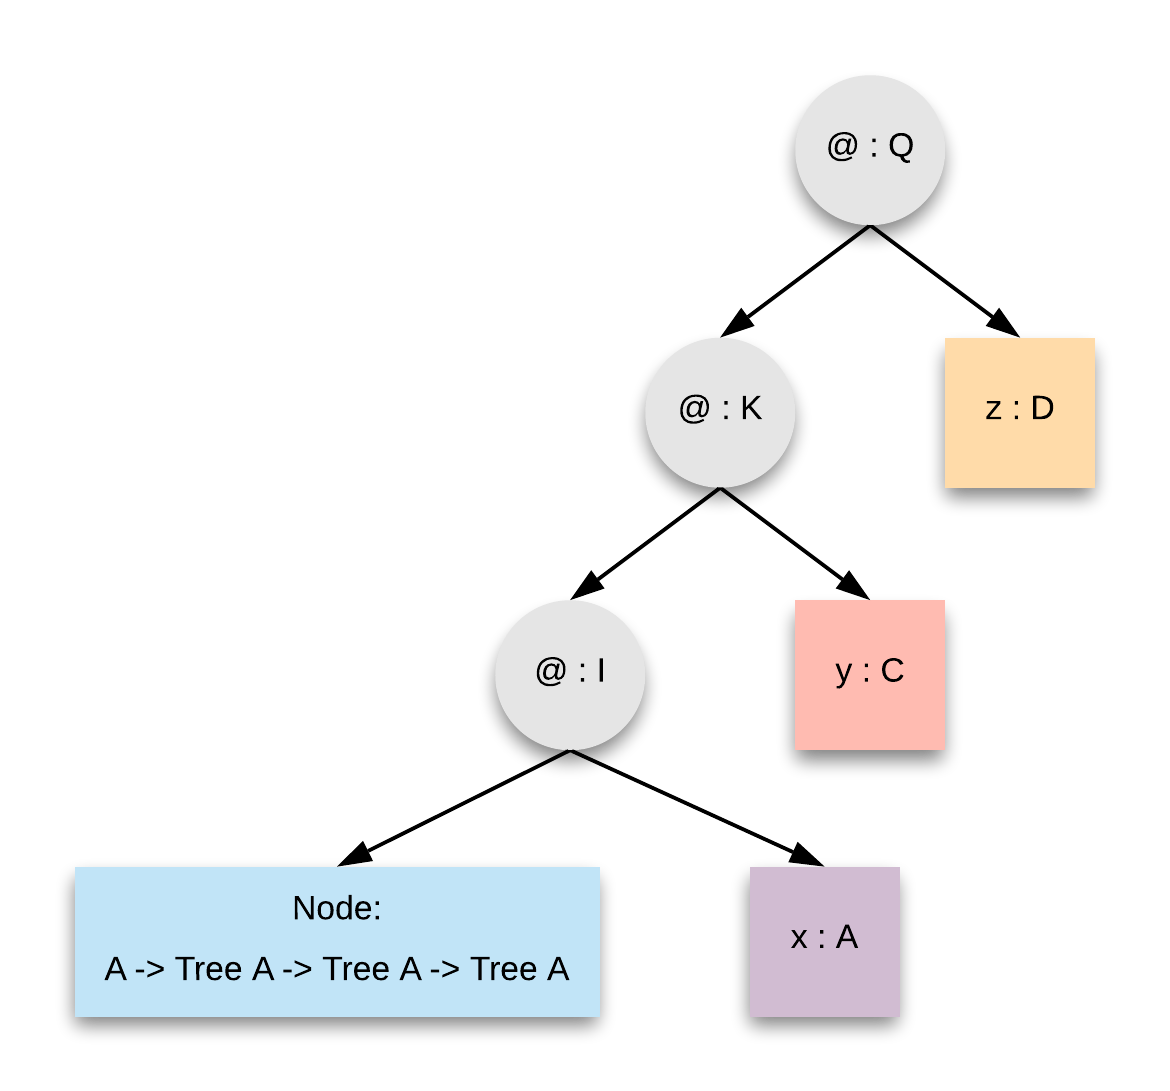 @ : Q
@ : K
z : D
@ : I
y : C
Node:
A -> Tree A -> Tree A -> Tree A
x : A